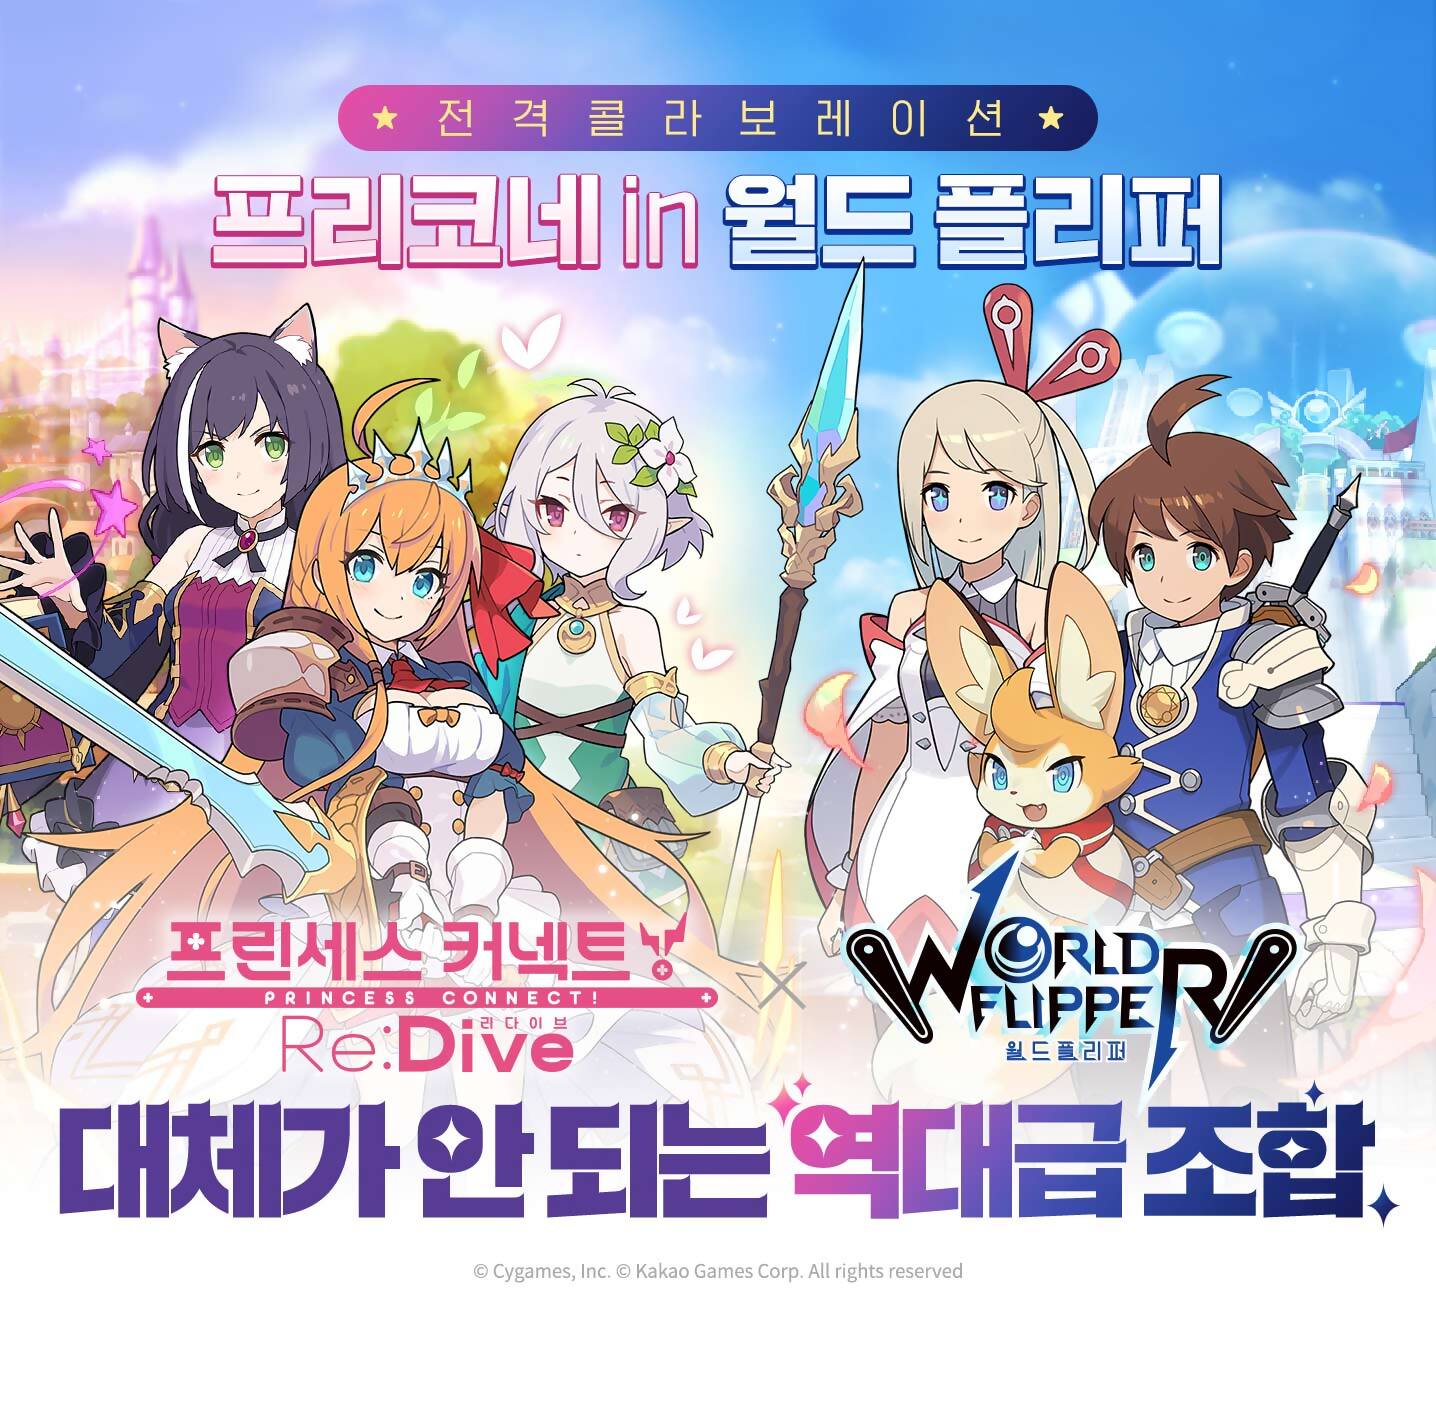 전격콜라보레이션
프리코네 in 월드 플리퍼
프린세스 커넥트!
PRINCESS CONNECT!
리다이브
Re:Dive
×
WORLD FLIPPER
월드플리퍼
대체가 안 되는 역대급 조합
© Cygames, Inc. © Kakao Games Corp. All rights reserved